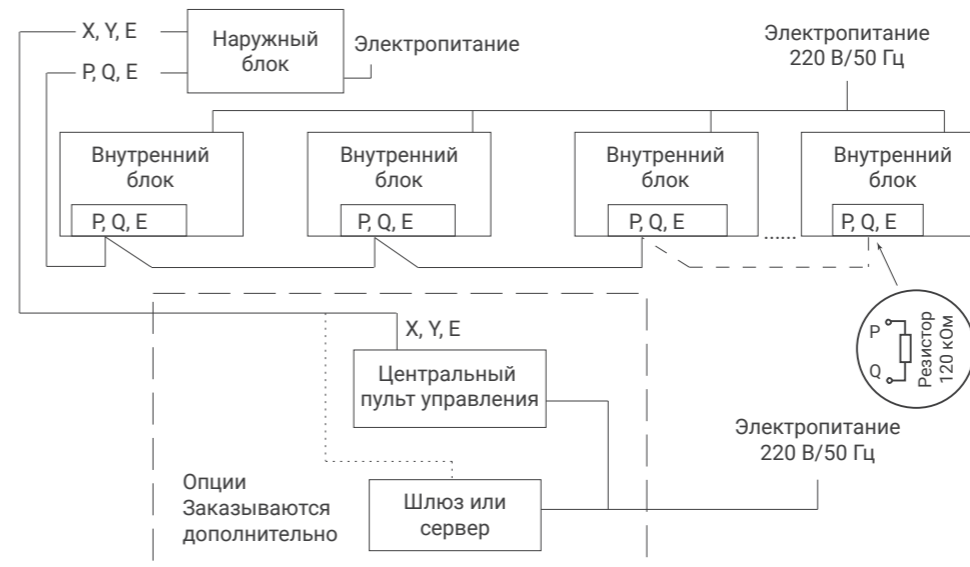 X, Y, E
P, Q, E
Наружный
блок
Электропитание
Электропитание
220 В/50 Гц
Внутренний
блок
P, Q, E
Внутренний
блок
P, Q, E
Внутренний
блок
P, Q, E
Внутренний
блок
P, Q, E
X, Y, E
Центральный
пульт управления
P
Q
Резистор
120 кОм
Электропитание
220 В/50 Гц
Опции
Заказываются
дополнительно
Шлюз или
сервер